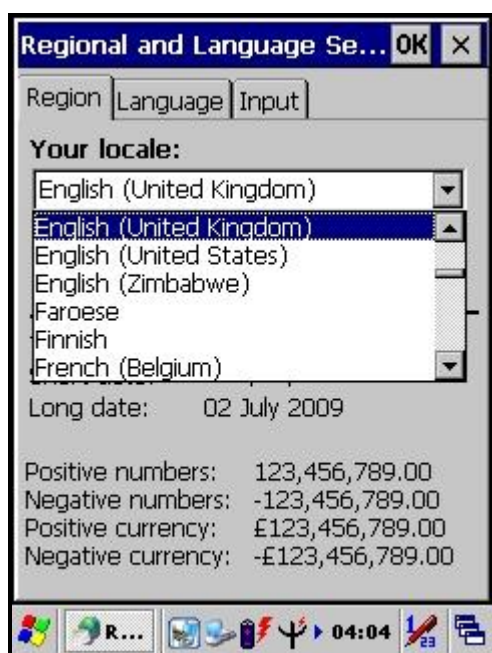 Regional and Language Se... OK ×
Region Language Input
Your locale:
English (United Kingdom)
English (United Kingdom)
English (United States)
English (Zimbabwe)
Faroese
Finnish
French (Belgium)
Long date: 02 July 2009
Positive numbers: 123,456,789.00
Negative numbers: -123,456,789.00
Positive currency: £123,456,789.00
Negative currency: -£123,456,789.00
R... 04:04 1/23